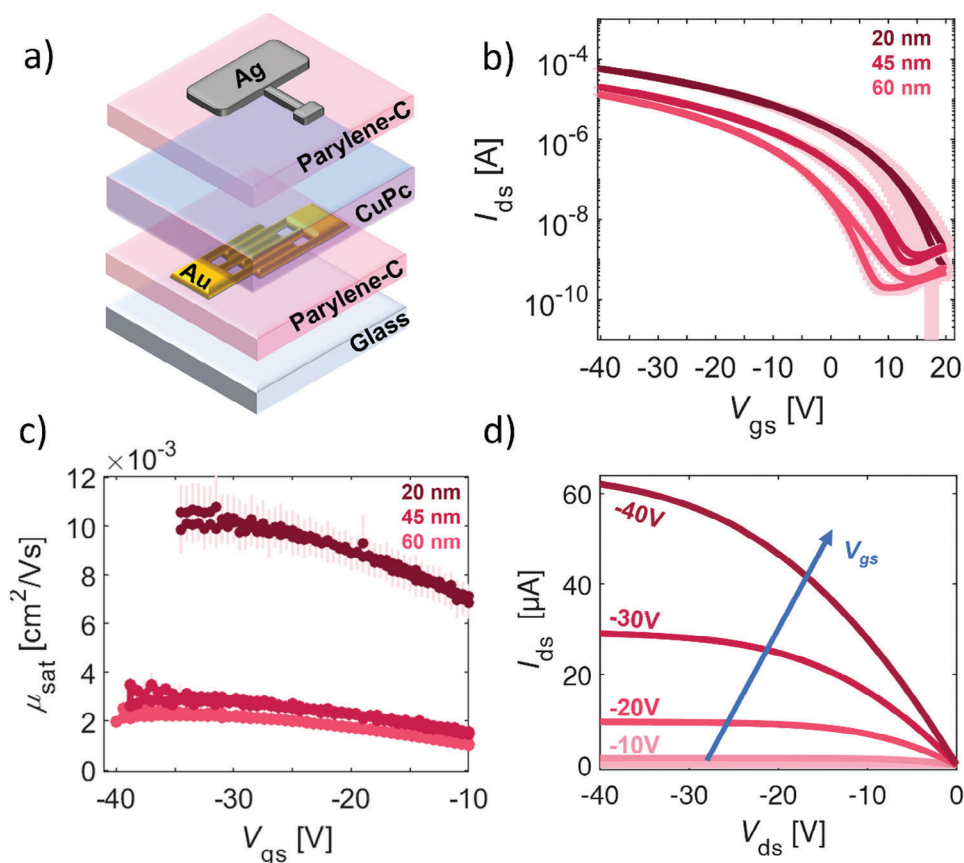 a)
Ag
Parylene-C
CuPc
Au
Parylene-C
Glass
b)
20 nm
45 nm
60 nm
10⁻⁴
10⁻⁶
10⁻⁸
10⁻¹⁰
I_ds [A]
-40 -30 -20 -10 0 10 20
V_gs [V]
c)
×10⁻³
20 nm
45 nm
60 nm
12
10
8
6
4
2
0
μ_sat [cm²/Vs]
-40 -30 -20 -10
V_gs [V]
d)
60
40
20
0
I_ds [µA]
-40V
V_gs
-30V
-20V
-10V
-40 -30 -20 -10 0
V_ds [V]